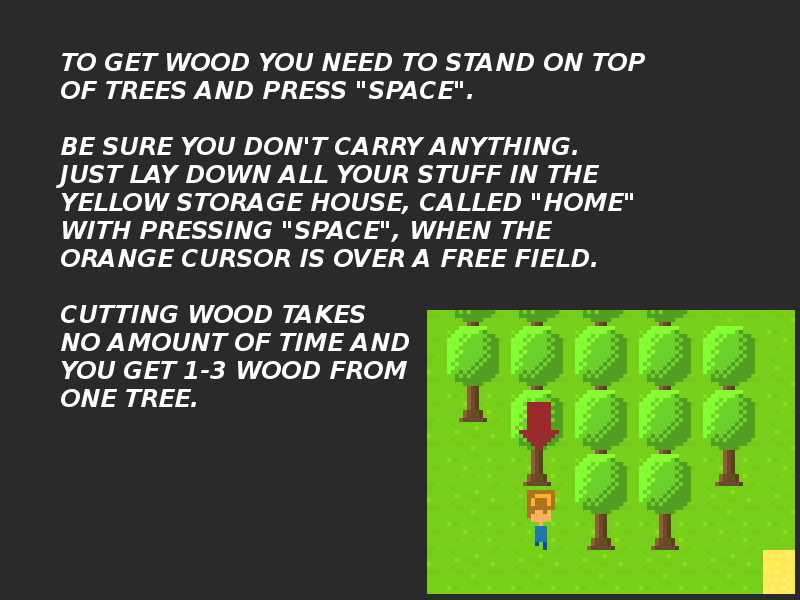 TO GET WOOD YOU NEED TO STAND ON TOP
OF TREES AND PRESS "SPACE".
BE SURE YOU DON'T CARRY ANYTHING.
JUST LAY DOWN ALL YOUR STUFF IN THE
YELLOW STORAGE HOUSE, CALLED "HOME"
WITH PRESSING "SPACE", WHEN THE
ORANGE CURSOR IS OVER A FREE FIELD.
CUTTING WOOD TAKES
NO AMOUNT OF TIME AND
YOU GET 1-3 WOOD FROM
ONE TREE.